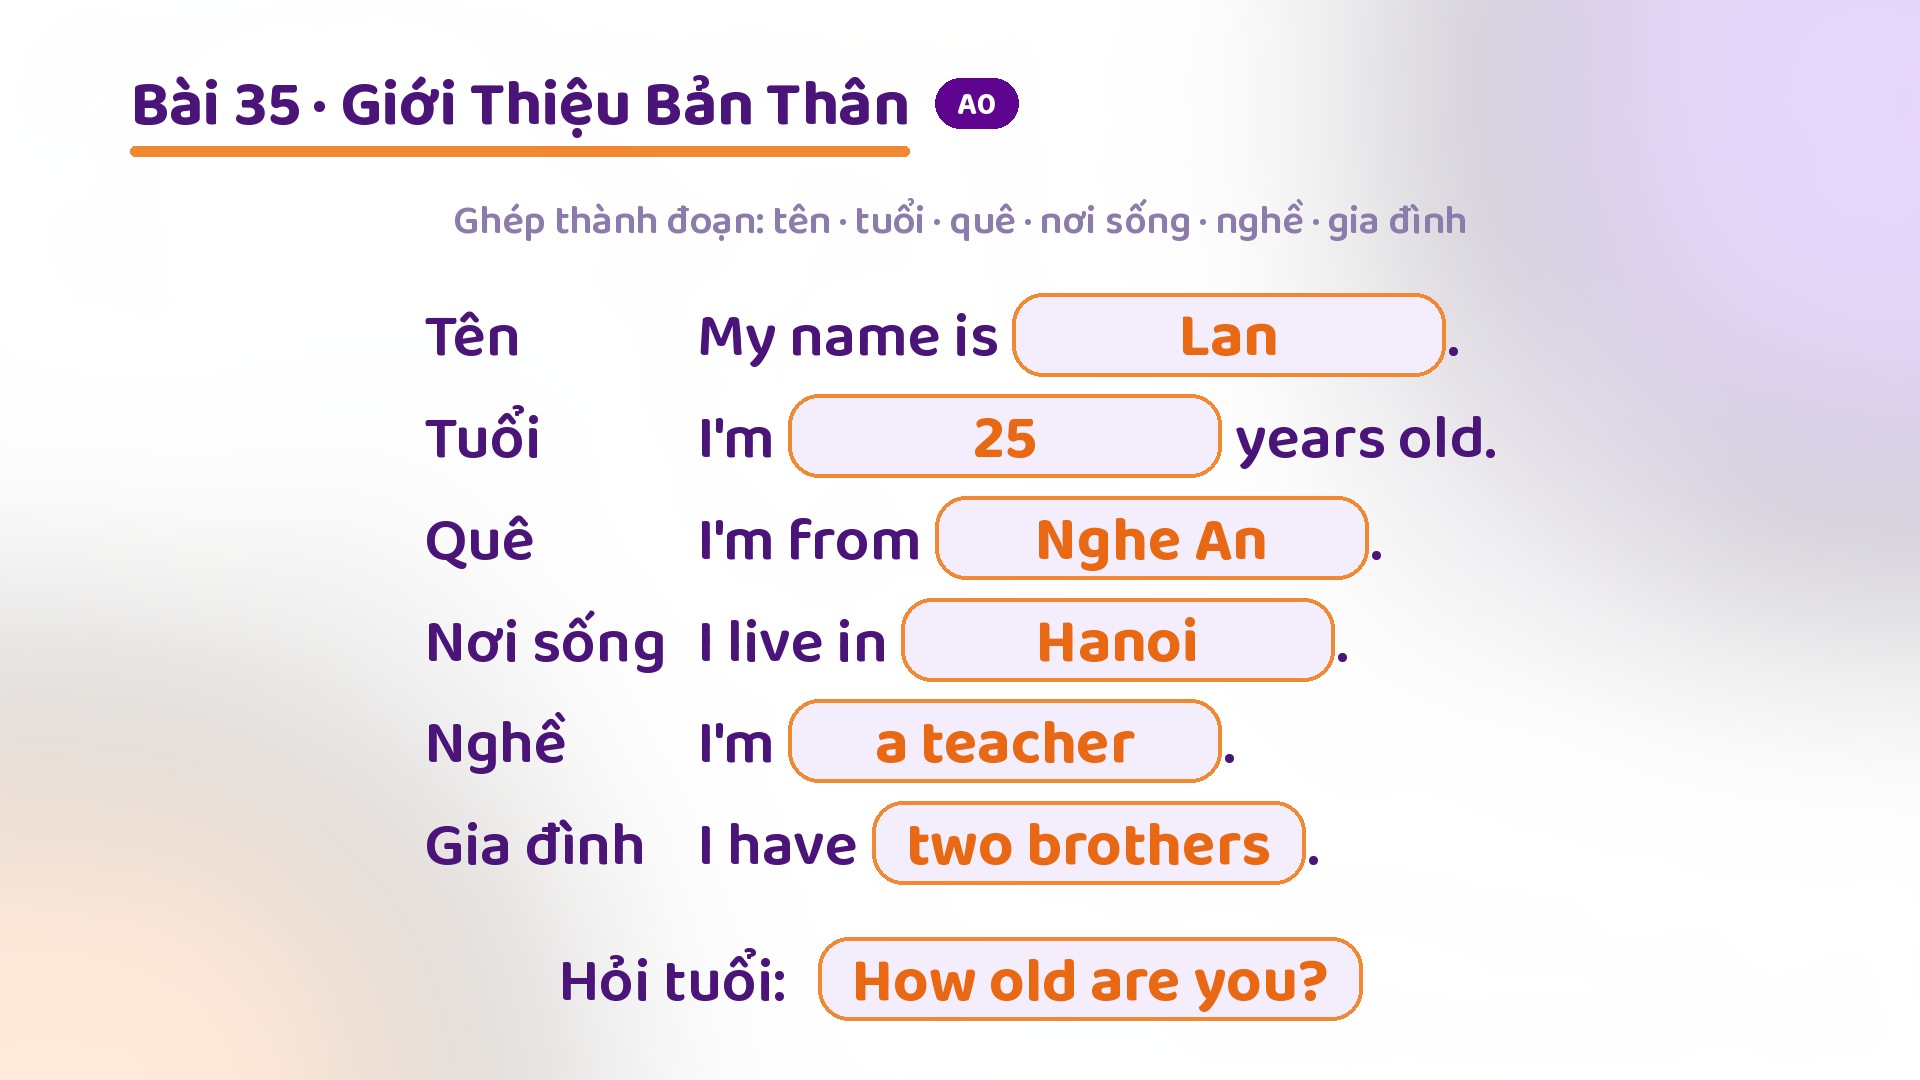 Bài 35 · Giới Thiệu Bản Thân A0
Ghép thành đoạn: tên · tuổi · quê · nơi sống · nghề · gia đình
Tên My name is Lan.
Tuổi I'm 25 years old.
Quê I'm from Nghe An.
Nơi sống I live in Hanoi.
Nghề I'm a teacher.
Gia đình I have two brothers.
Hỏi tuổi: How old are you?